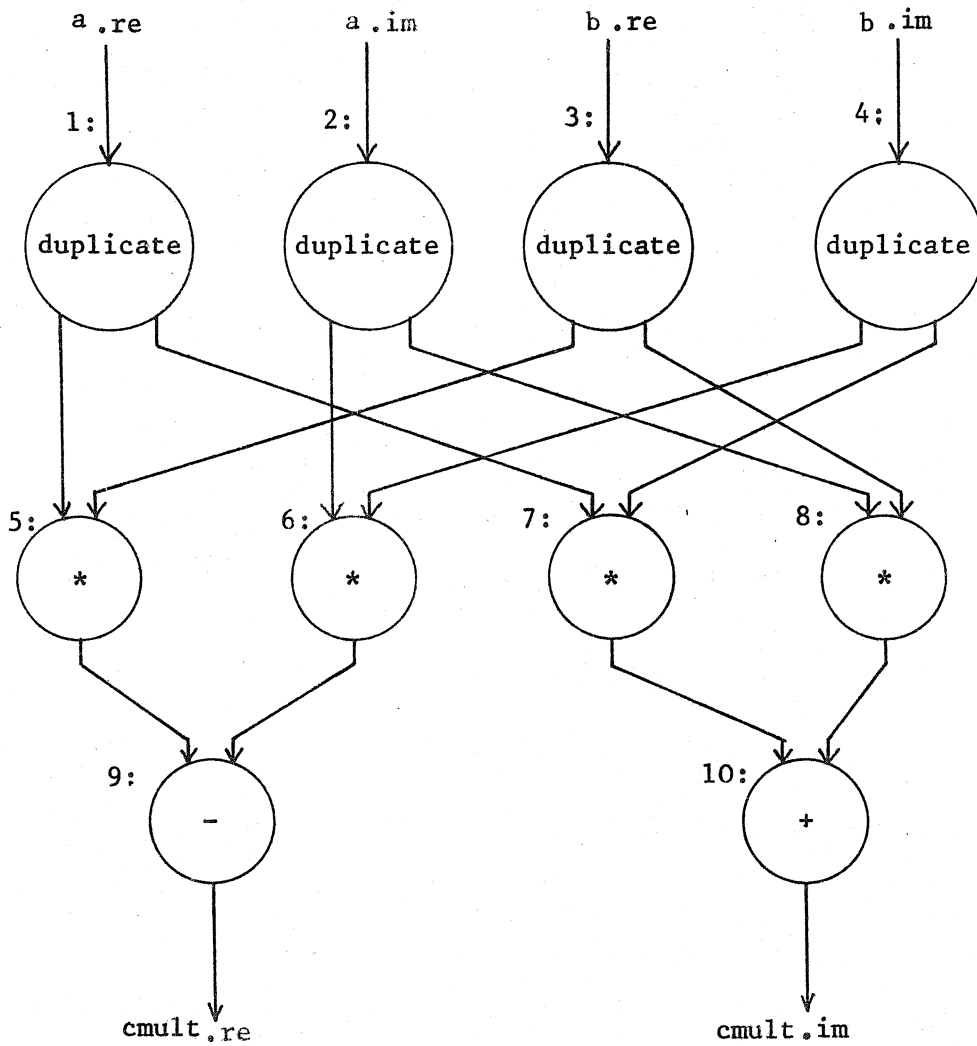 a.re a.im b.re b.im
1: 2: 3: 4:
duplicate duplicate duplicate duplicate
5: 6: 7: 8:
* * * *
9: 10:
- +
cmult.re cmult.im